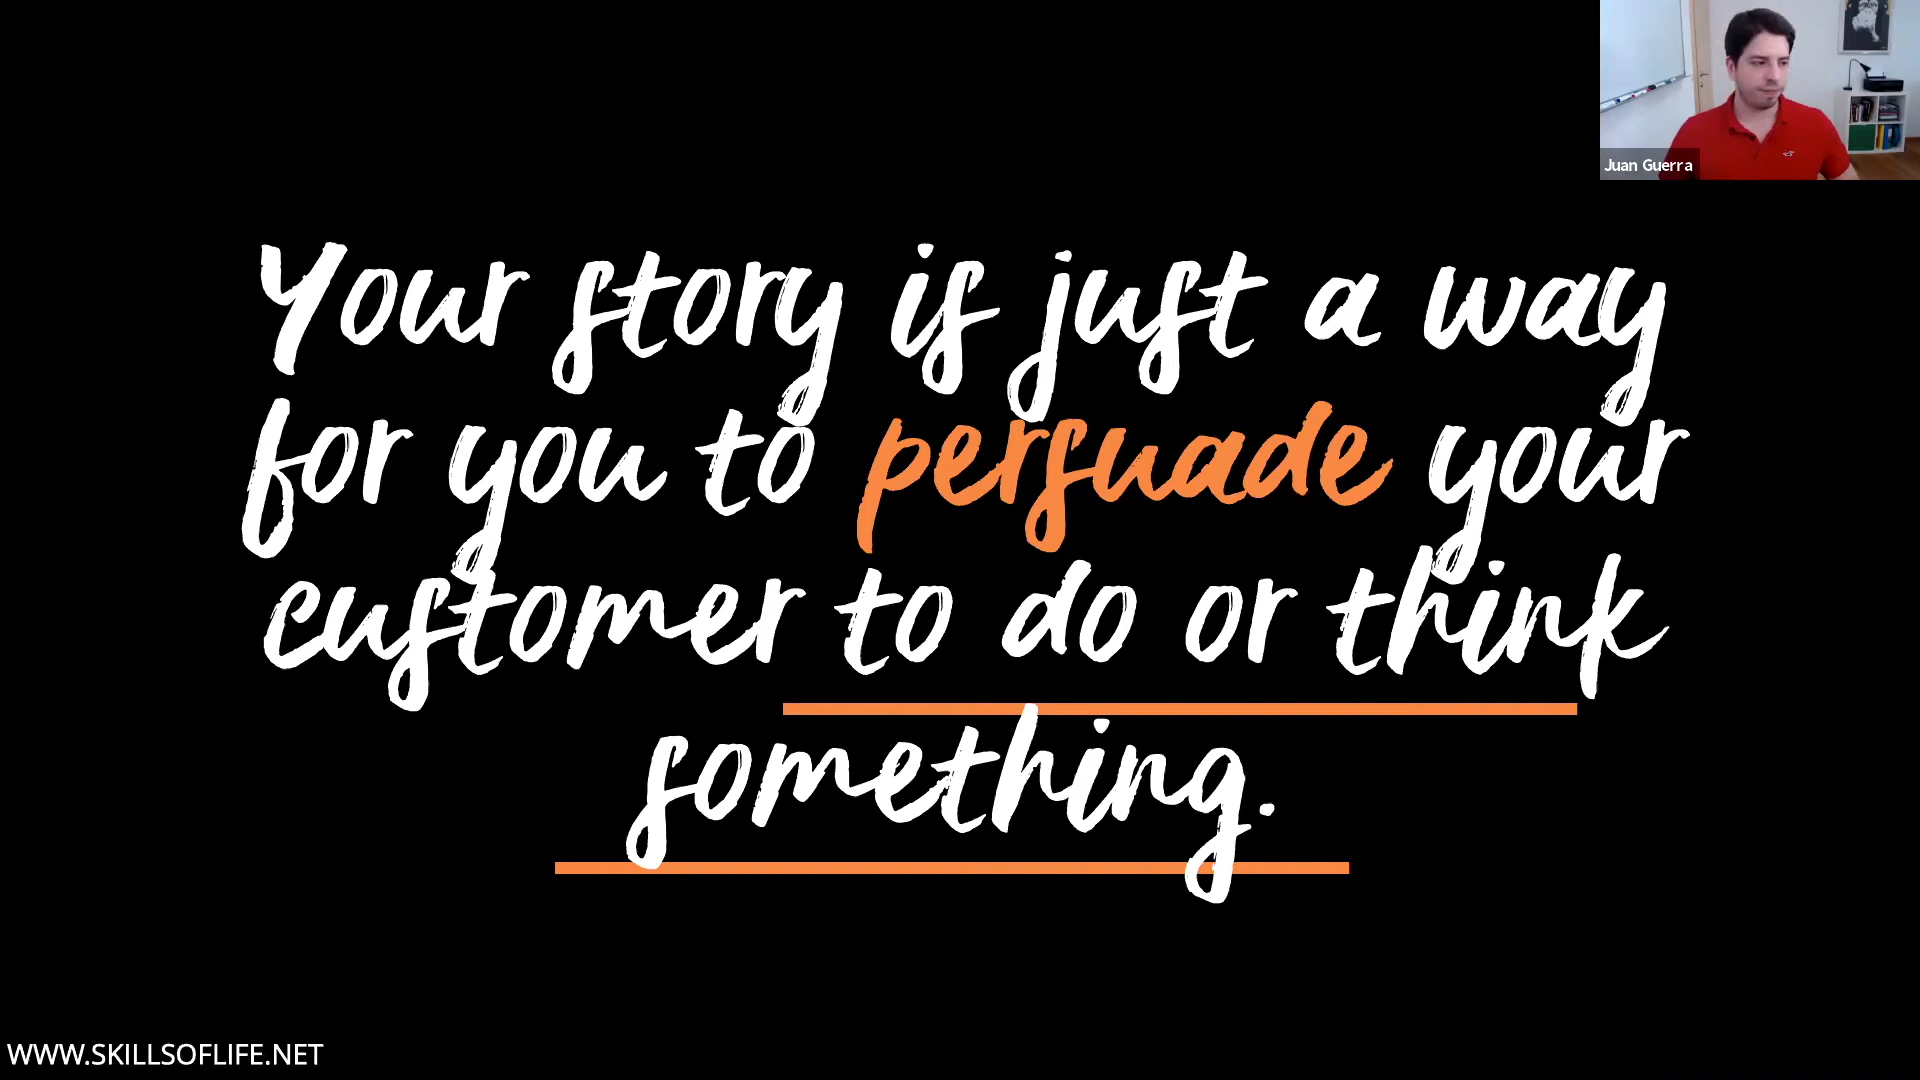 Juan Guerra
Your story is just a way
for you to persuade your
customer to do or think
something.
WWW.SKILLSOFLIFE.NET